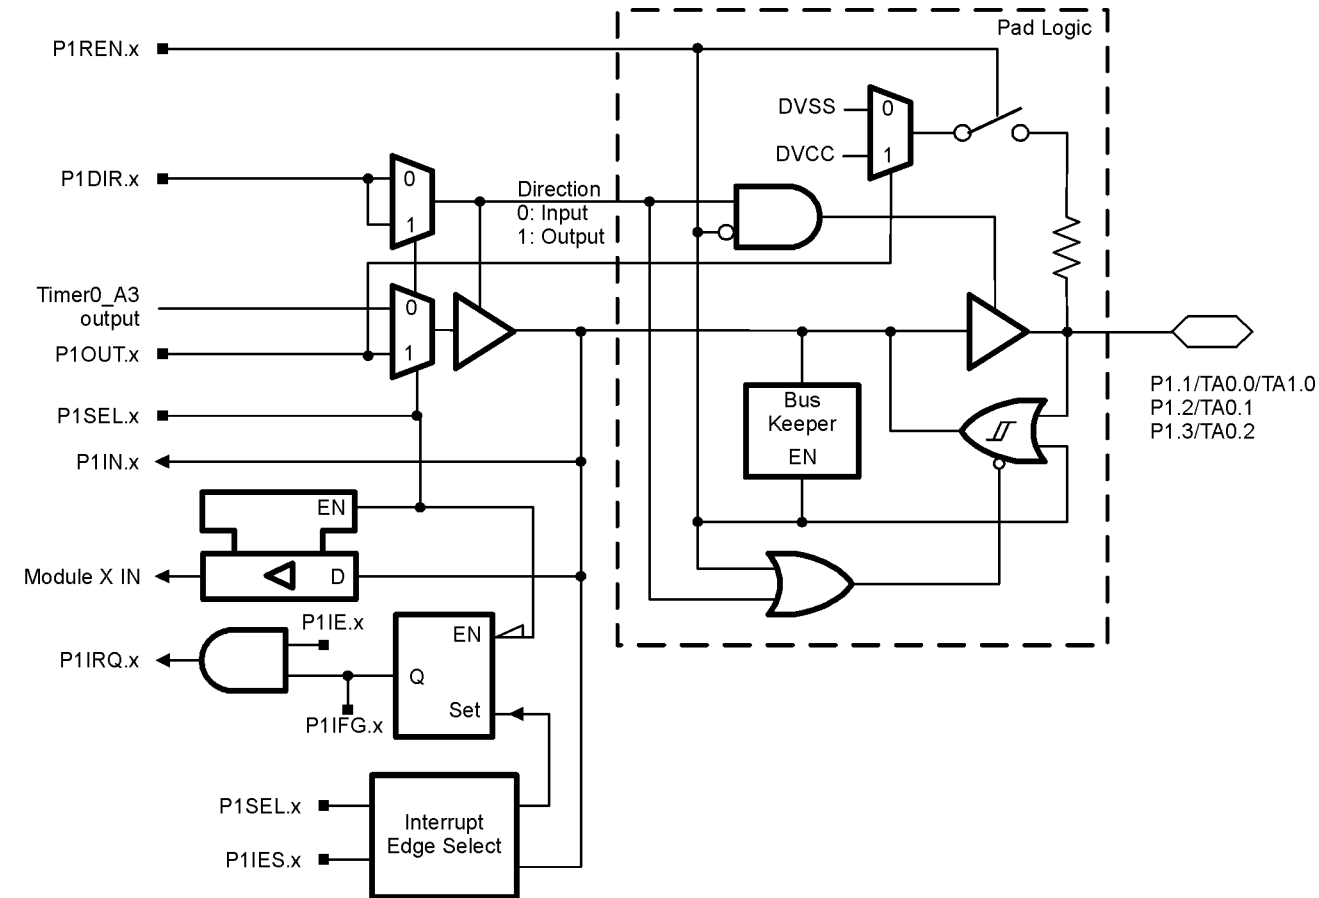 Pad Logic
P1REN.x
DVSS
0
DVCC
1
P1DIR.x
0
1
Direction
0: Input
1: Output
Timer0_A3
output
0
P1OUT.x
1
P1.1/TA0.0/TA1.0
P1.2/TA0.1
P1.3/TA0.2
P1SEL.x
Bus
Keeper
EN
P1IN.x
EN
Module X IN
D
P1IE.x
P1IRQ.x
EN
Q
Set
P1IFG.x
P1SEL.x
Interrupt
Edge Select
P1IES.x